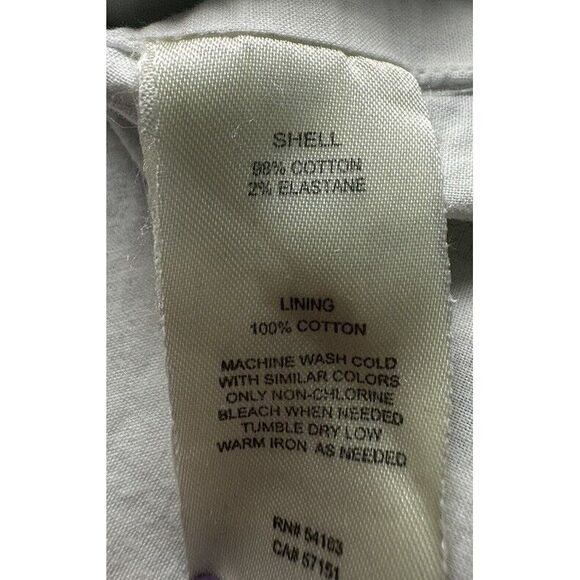 SHELL
98% COTTON
2% ELASTANE
LINING
100% COTTON
MACHINE WASH COLD
WITH SIMILAR COLORS
ONLY NON-CHLORINE
BLEACH WHEN NEEDED
TUMBLE DRY LOW
WARM IRON AS NEEDED
RN# 54163
CA# 57151